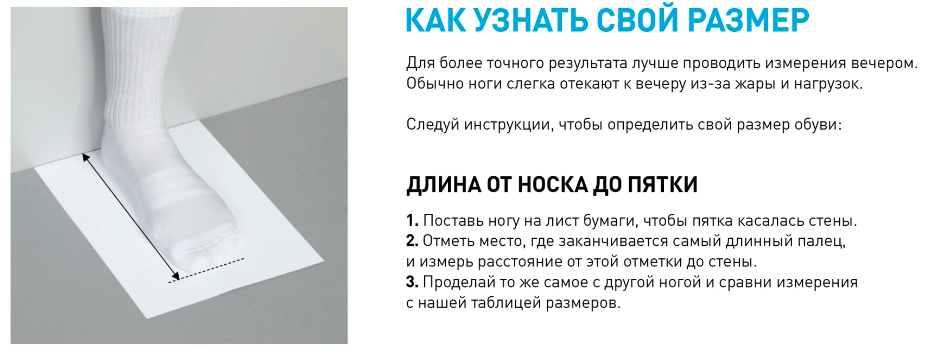 КАК УЗНАТЬ СВОЙ РАЗМЕР
Для более точного результата лучше проводить измерения вечером.
Обычно ноги слегка отекают к вечеру из-за жары и нагрузок.
Следуй инструкции, чтобы определить свой размер обуви:
ДЛИНА ОТ НОСКА ДО ПЯТКИ
1. Поставь ногу на лист бумаги, чтобы пятка касалась стены.
2. Отметь место, где заканчивается самый длинный палец,
и измерь расстояние от этой отметки до стены.
3. Проделай то же самое с другой ногой и сравни измерения
с нашей таблицей размеров.